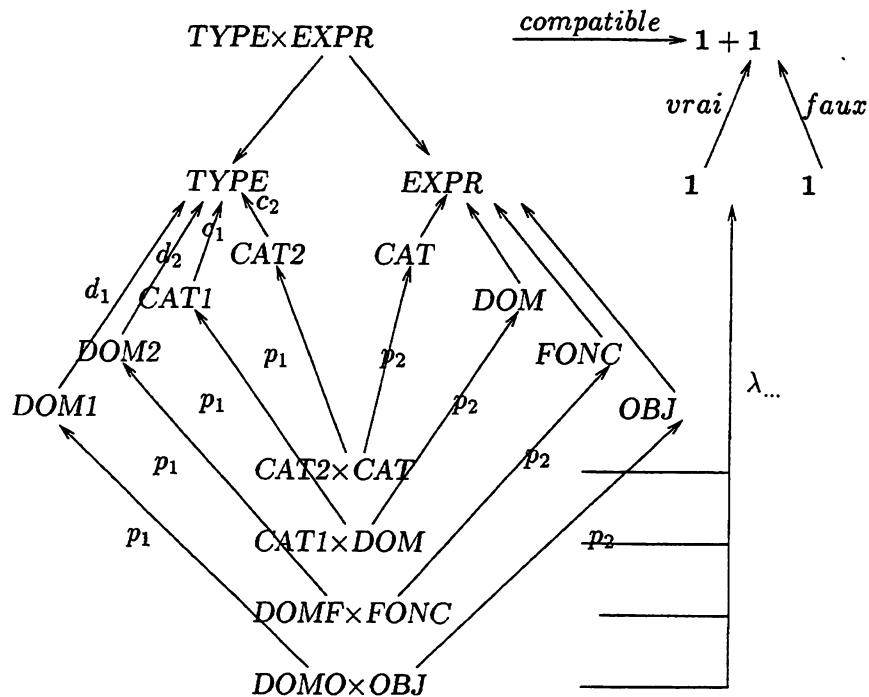 TYPE×EXPR compatible 1 + 1
vrai faux
TYPE EXPR 1 1
c₂
c₁
d₂ CAT2 CAT
d₁ CAT1 DOM
DOM2 p₁ p₂ FONC
DOM1 p₁ p₂ OBJ λ...
p₁ CAT2×CAT p₂
p₁ CAT1×DOM p₂
DOMF×FONC
DOMO×OBJ